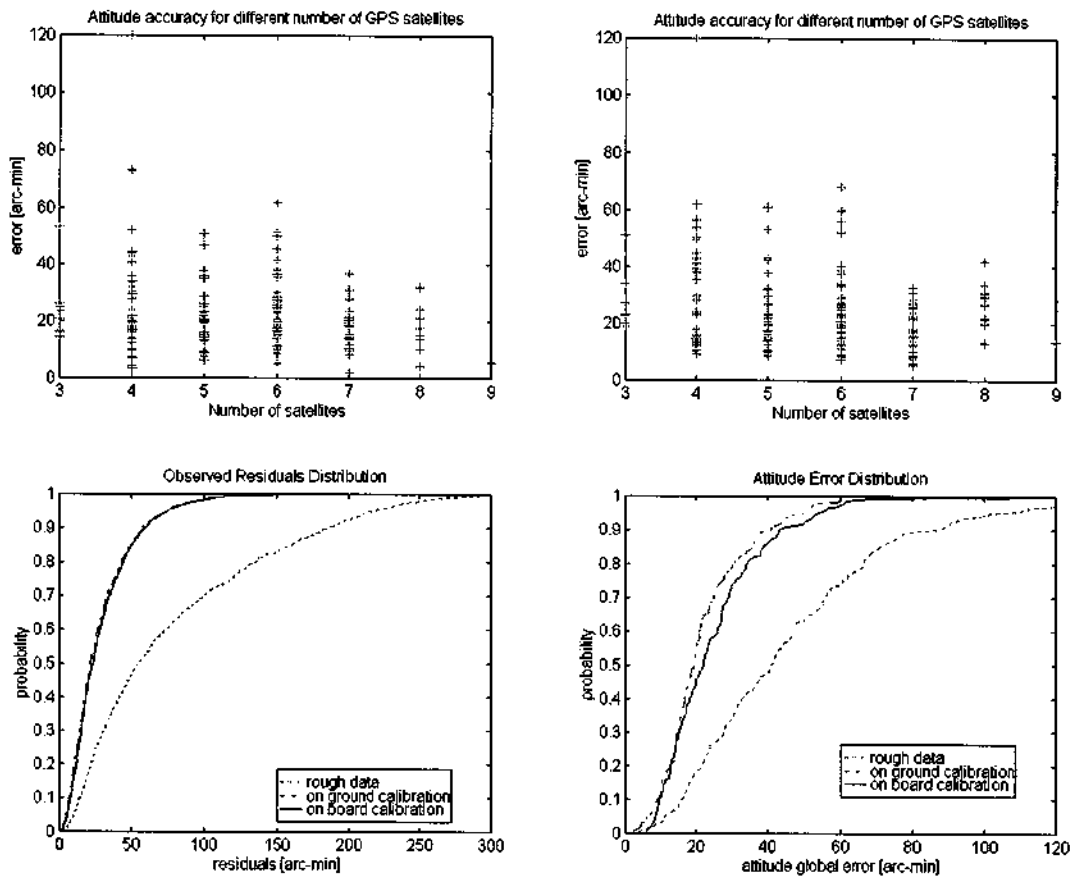 Attitude accuracy for different number of GPS satellites
120
100
80
60
40
20
0
error [arc-min]
3 4 5 6 7 8 9
Number of satellites
Attitude accuracy for different number of GPS satellites
120
100
80
60
40
20
0
error [arc-min]
3 4 5 6 7 8 9
Number of satellites
Observed Residuals Distribution
1
0.9
0.8
0.7
0.6
0.5
0.4
0.3
0.2
0.1
0
probability
rough data
on ground calibration
on board calibration
0 50 100 150 200 250 300
residuals [arc-min]
Attitude Error Distribution
1
0.9
0.8
0.7
0.6
0.5
0.4
0.3
0.2
0.1
0
probability
rough data
on ground calibration
on board calibration
0 20 40 60 80 100 120
attitude global error [arc-min]